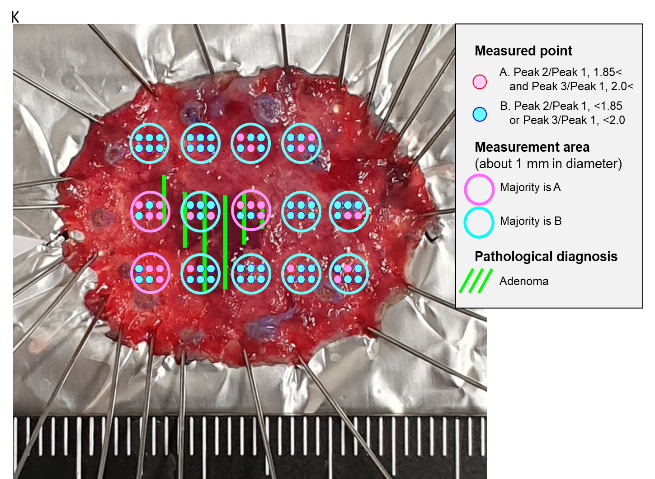 K
Measured point
A. Peak 2/Peak 1, 1.85<
and Peak 3/Peak 1, 2.0<
B. Peak 2/Peak 1, <1.85
or Peak 3/Peak 1, <2.0
Measurement area
(about 1 mm in diameter)
Majority is A
Majority is B
Pathological diagnosis
Adenoma